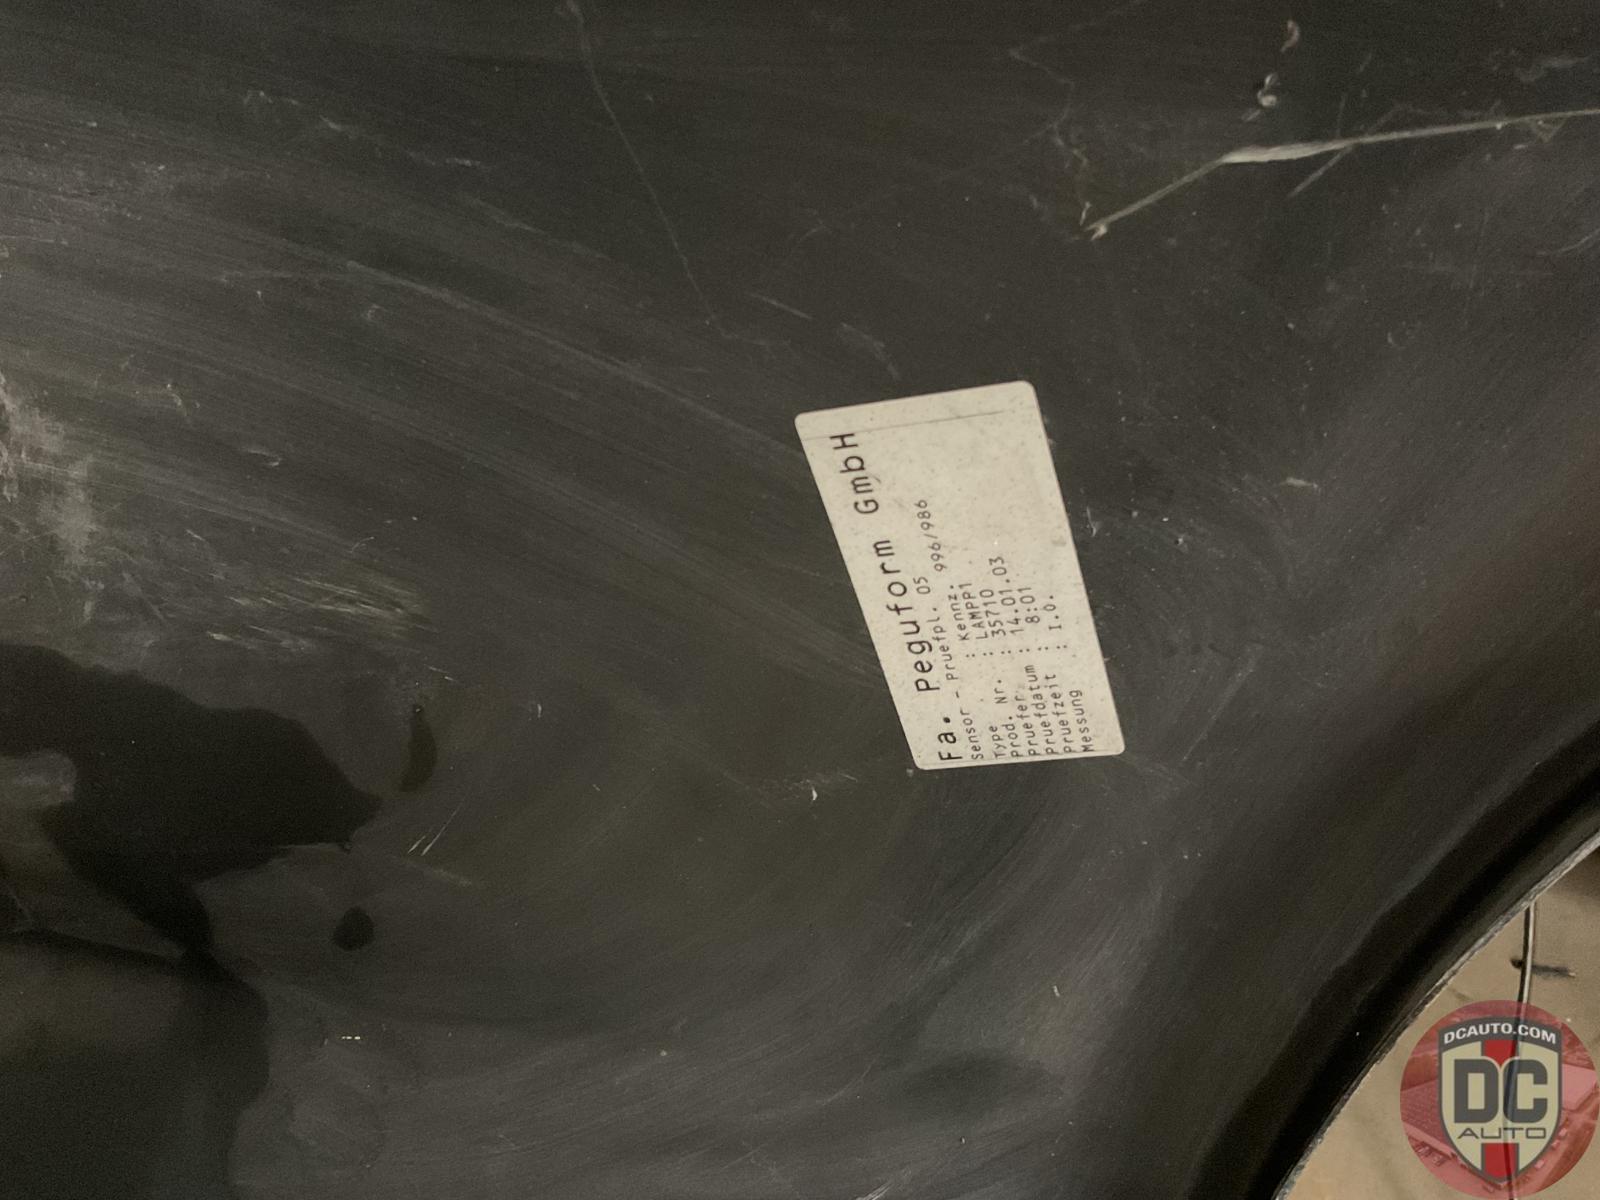 Fa. Peguform GmbH
Sensor - Pruefpl. 05
Kennz. 996/986
Type : LAMPP1
Prod. Nr. : 35710
Pruefer :
Pruefdatum : 14.01.03
Pruefzeit : 8:01
Messung : I.O.
DCAUTO.COM
DC
AUTO